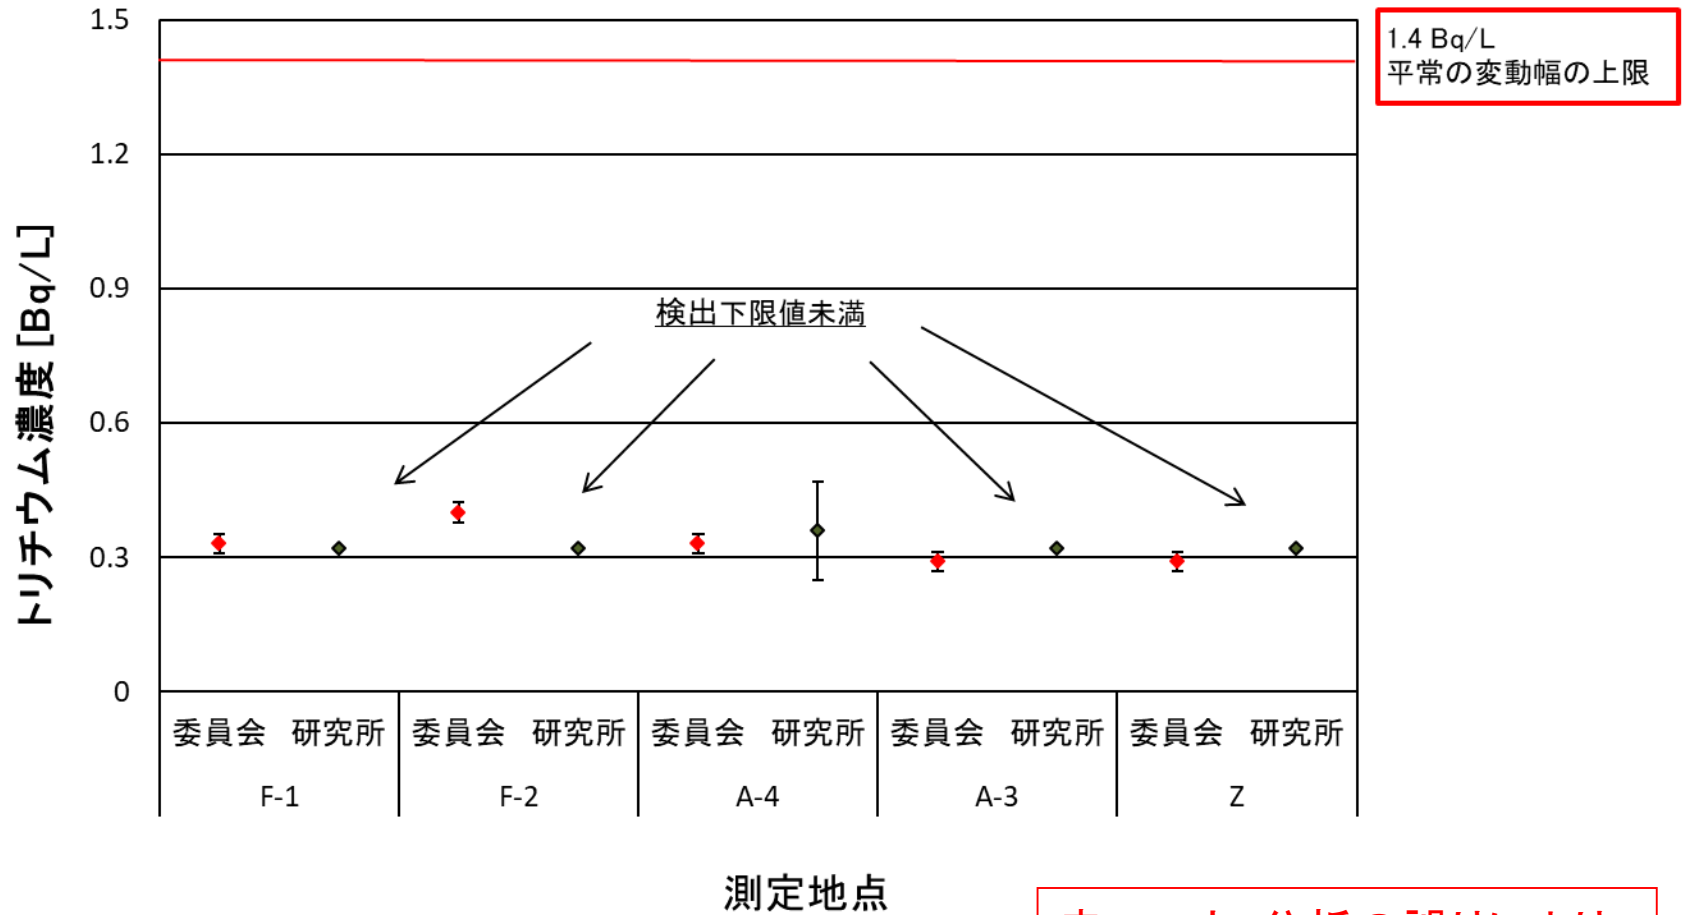 1.5
1.4 Bq/L
平常の変動幅の上限
1.2
0.9
検出下限値未満
0.6
0.3
0
トリチウム濃度 [Bq/L]
委員会 研究所 委員会 研究所 委員会 研究所 委員会 研究所 委員会 研究所
F-1 F-2 A-4 A-3 Z
測定地点